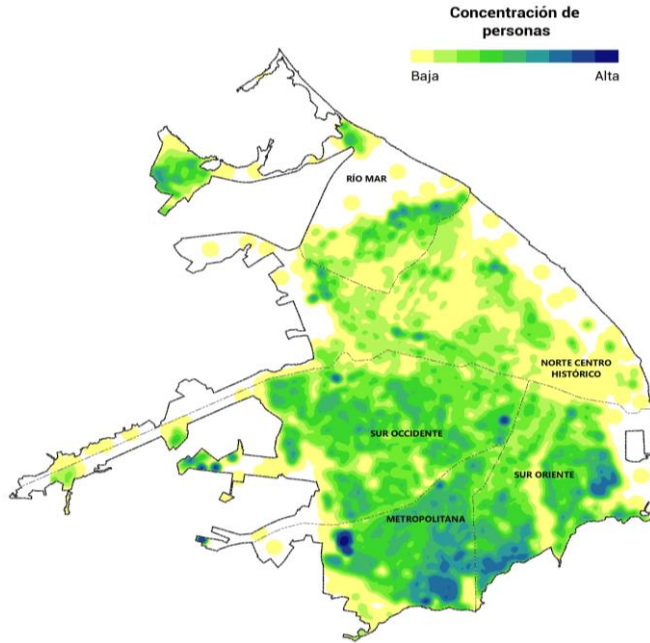 Concentración de
personas
Baja
Alta
RÍO MAR
NORTE CENTRO
HISTÓRICO
SUR OCCIDENTE
SUR ORIENTE
METROPOLITANA